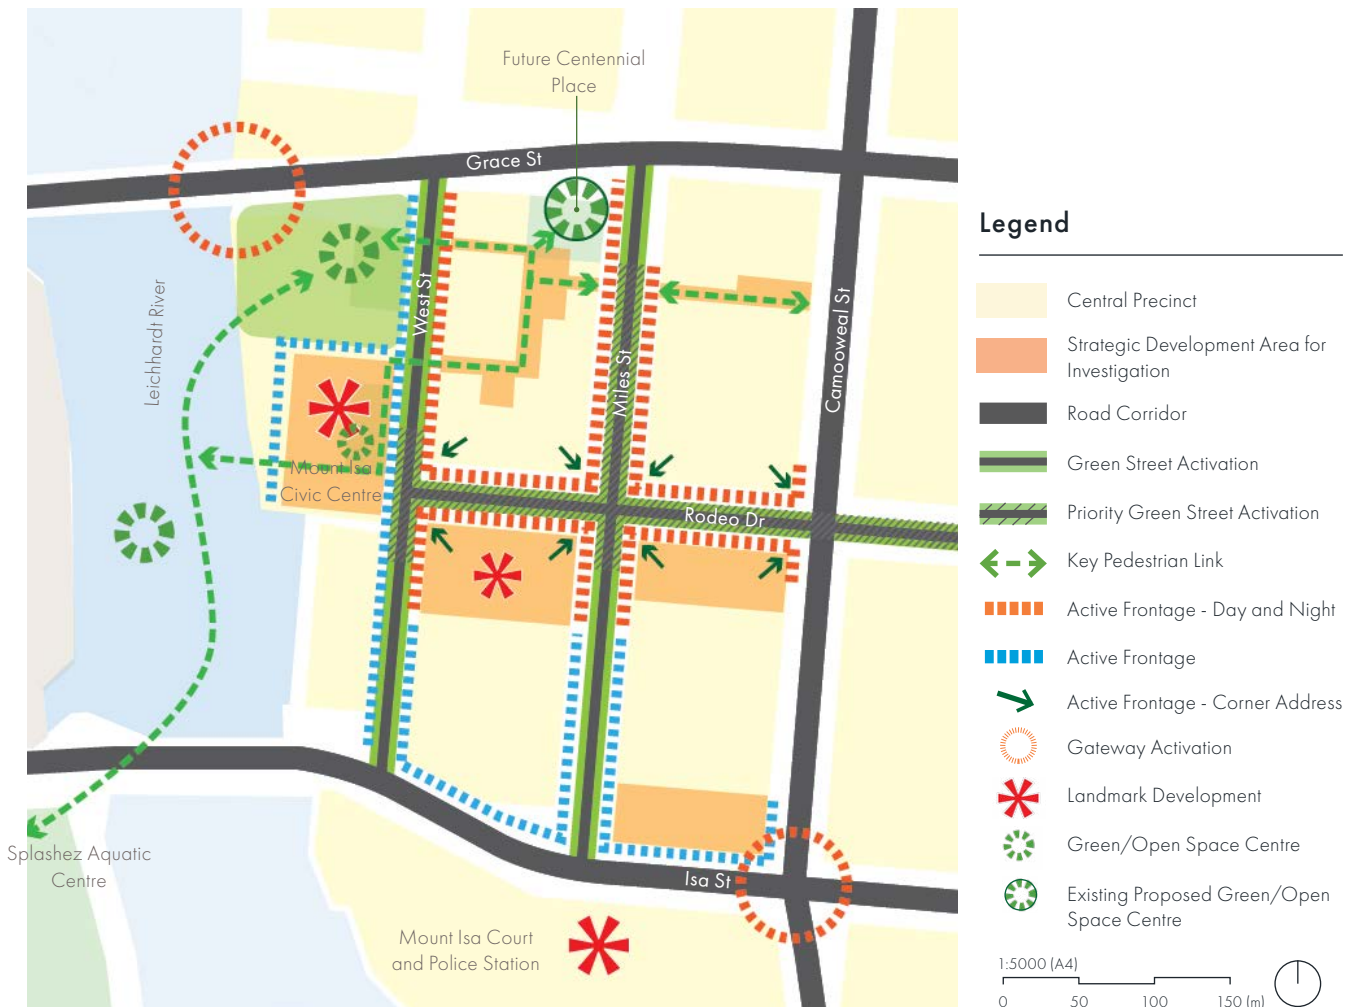 Future Centennial
Place
Grace St
West St
Leichhardt River
Miles St
Camooweal St
Mount Isa
Civic Centre
Rodeo Dr
Splashez Aquatic
Centre
Isa St
Mount Isa Court
and Police Station
Legend
Central Precinct
Strategic Development Area for
Investigation
Road Corridor
Green Street Activation
Priority Green Street Activation
Key Pedestrian Link
Active Frontage - Day and Night
Active Frontage
Active Frontage - Corner Address
Gateway Activation
Landmark Development
Green/Open Space Centre
Existing Proposed Green/Open
Space Centre
1:5000 (A4)
0 50 100 150 (m)